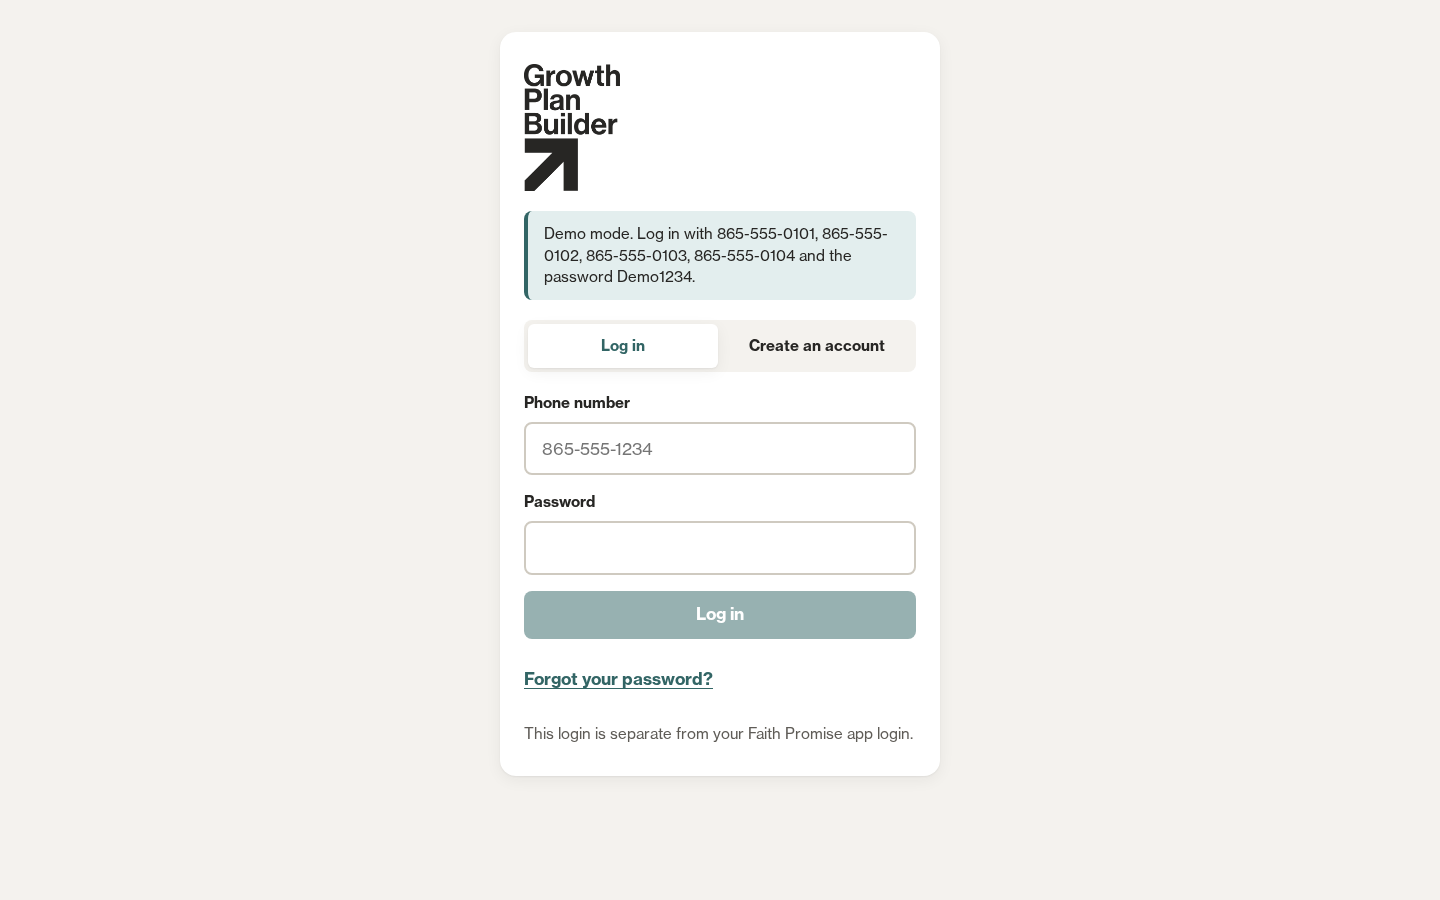 Growth
Plan
Builder
Demo mode. Log in with 865-555-0101, 865-555-
0102, 865-555-0103, 865-555-0104 and the
password Demo1234.
Log in
Create an account
Phone number
865-555-1234
Password
Log in
Forgot your password?
This login is separate from your Faith Promise app login.